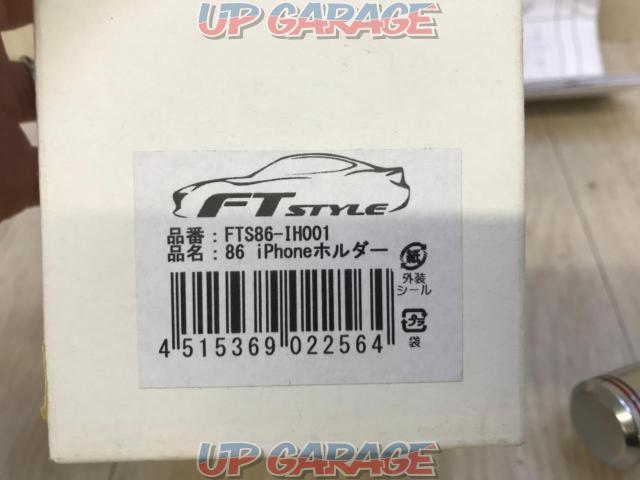 UP GARAGE
FT STYLE
品番：FTS86-IH001
品名：86 iPhoneホルダー
紙
外装
シール
プラ
袋
4 515369 022564
UP GARAGE